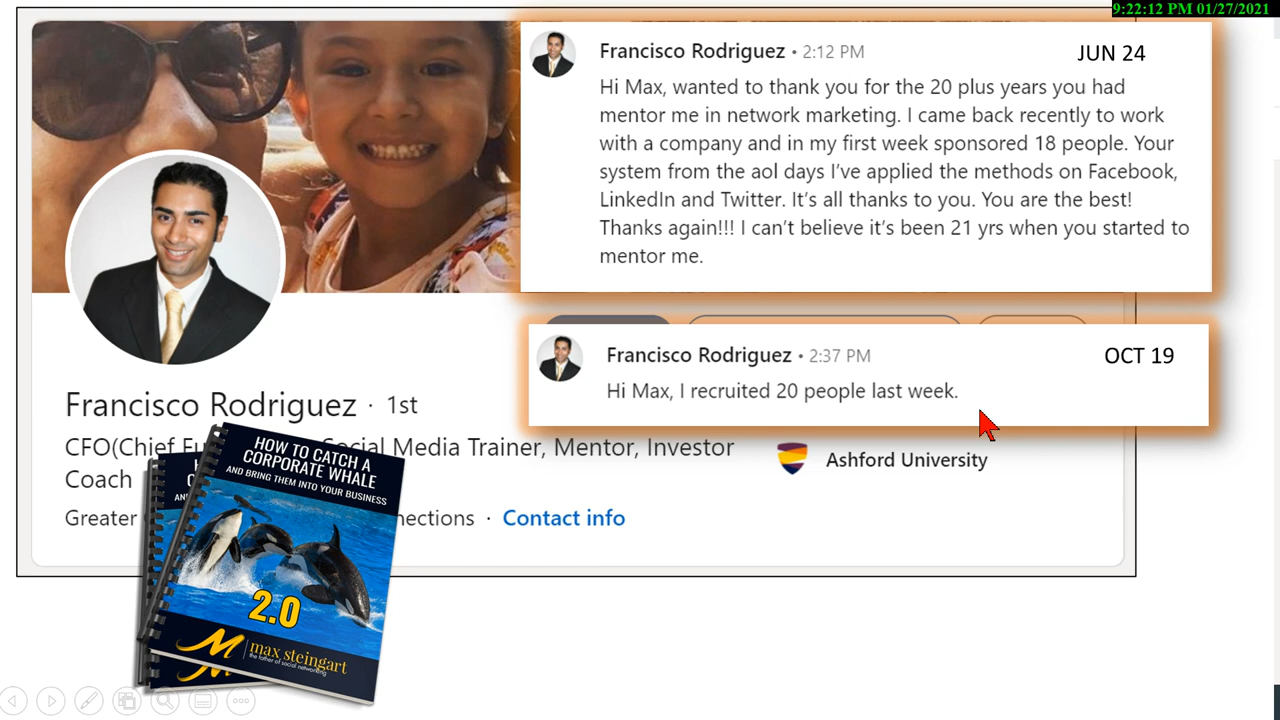 9:22:12 PM 01/27/2021
Francisco Rodriguez • 2:12 PM
JUN 24
Hi Max, wanted to thank you for the 20 plus years you had
mentor me in network marketing. I came back recently to work
with a company and in my first week sponsored 18 people. Your
system from the aol days I've applied the methods on Facebook,
LinkedIn and Twitter. It's all thanks to you. You are the best!
Thanks again!!! I can't believe it's been 21 yrs when you started to
mentor me.
Francisco Rodriguez • 2:37 PM
OCT 19
Hi Max, I recruited 20 people last week.
Francisco Rodriguez · 1st
CFO(Chief Social Media Trainer, Mentor, Investor
Coach
Ashford University
Greater
· Contact info
HOW TO CATCH A
CORPORATE WHALE
AND BRING THEM INTO YOUR BUSINESS
2.0
M max steingart
the father of social networking